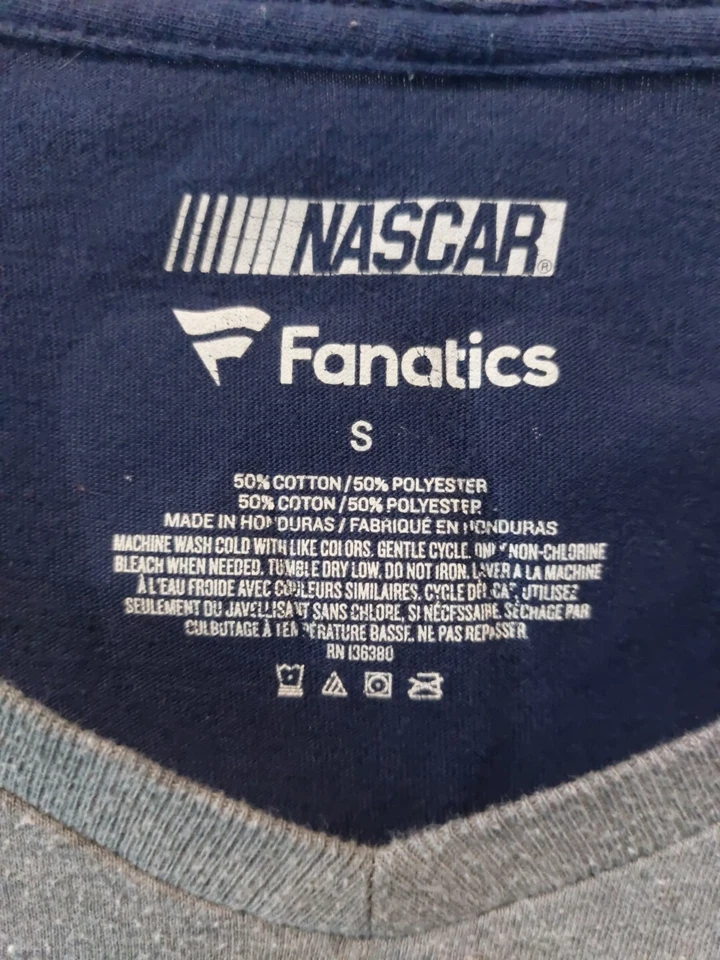 NASCAR®
Fanatics
S
50% COTTON/50% POLYESTER
50% COTON/50% POLYESTER
MADE IN HONDURAS / FABRIQUÉ EN HONDURAS
MACHINE WASH COLD WITH LIKE COLORS, GENTLE CYCLE. ONLY NON-CHLORINE
BLEACH WHEN NEEDED. TUMBLE DRY LOW, DO NOT IRON. LAVER A LA MACHINE
À L'EAU FROIDE AVEC COULEURS SIMILAIRES, CYCLE DÉLICAT, UTILISEZ
SEULEMENT DU JAVELLISANT SANS CHLORE, SI NÉCESSAIRE. SÉCHAGE PAR
CULBUTAGE À TEMPÉRATURE BASSE. NE PAS REPASSER
RN 136380